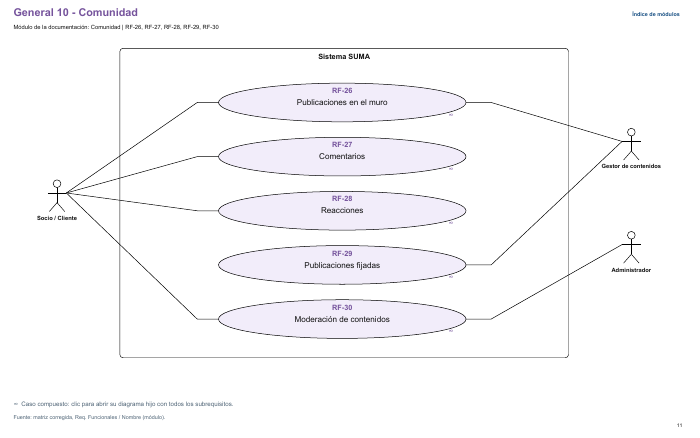 General 10 - Comunidad
Índice de módulos
Módulo de la documentación: Comunidad | RF-26, RF-27, RF-28, RF-29, RF-30
Sistema SUMA
RF-26
Publicaciones en el muro
RF-27
Comentarios
Gestor de contenidos
RF-28
Reacciones
Socio / Cliente
RF-29
Publicaciones fijadas
Administrador
RF-30
Moderación de contenidos
Caso compuesto: clic para abrir su diagrama hijo con todos los subrequisitos.
Fuente: matriz corregida, Req. Funcionales / Nombre (módulo).
11